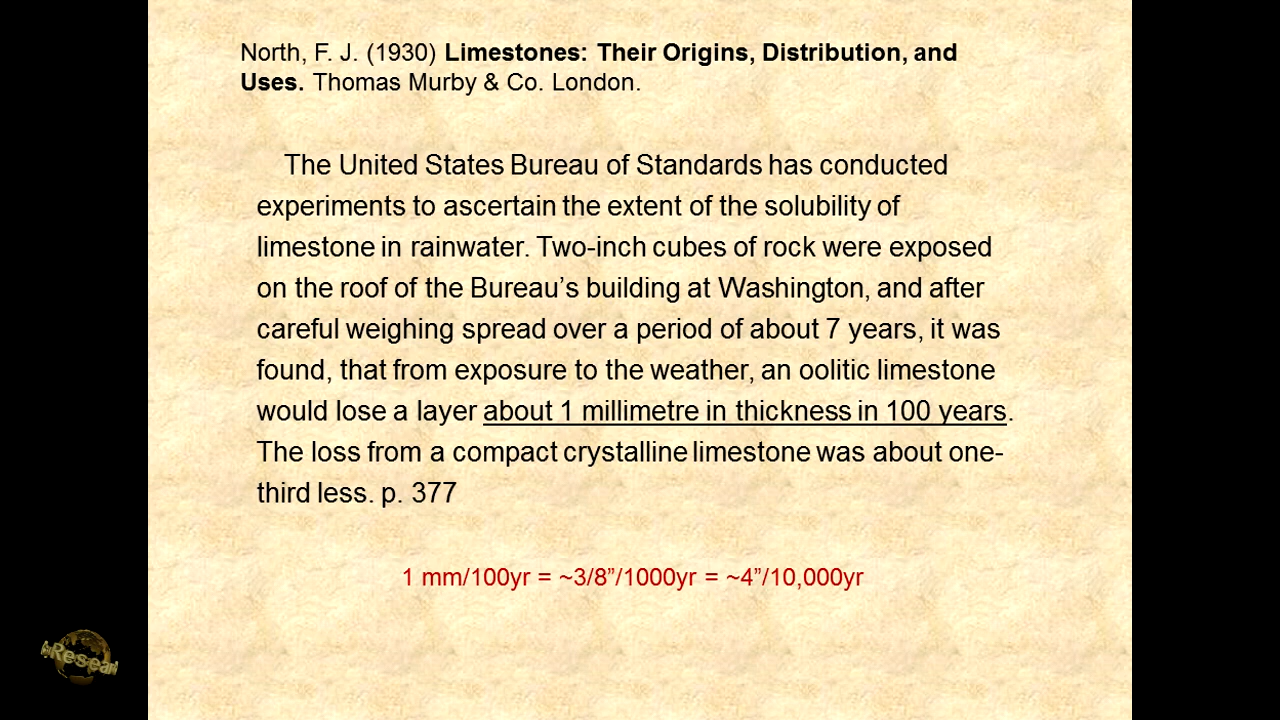 North, F. J. (1930) Limestones: Their Origins, Distribution, and
Uses. Thomas Murby & Co. London.
The United States Bureau of Standards has conducted
experiments to ascertain the extent of the solubility of
limestone in rainwater. Two-inch cubes of rock were exposed
on the roof of the Bureau’s building at Washington, and after
careful weighing spread over a period of about 7 years, it was
found, that from exposure to the weather, an oolitic limestone
would lose a layer about 1 millimetre in thickness in 100 years.
The loss from a compact crystalline limestone was about one-
third less. p. 377
1 mm/100yr = ~3/8”/1000yr = ~4”/10,000yr